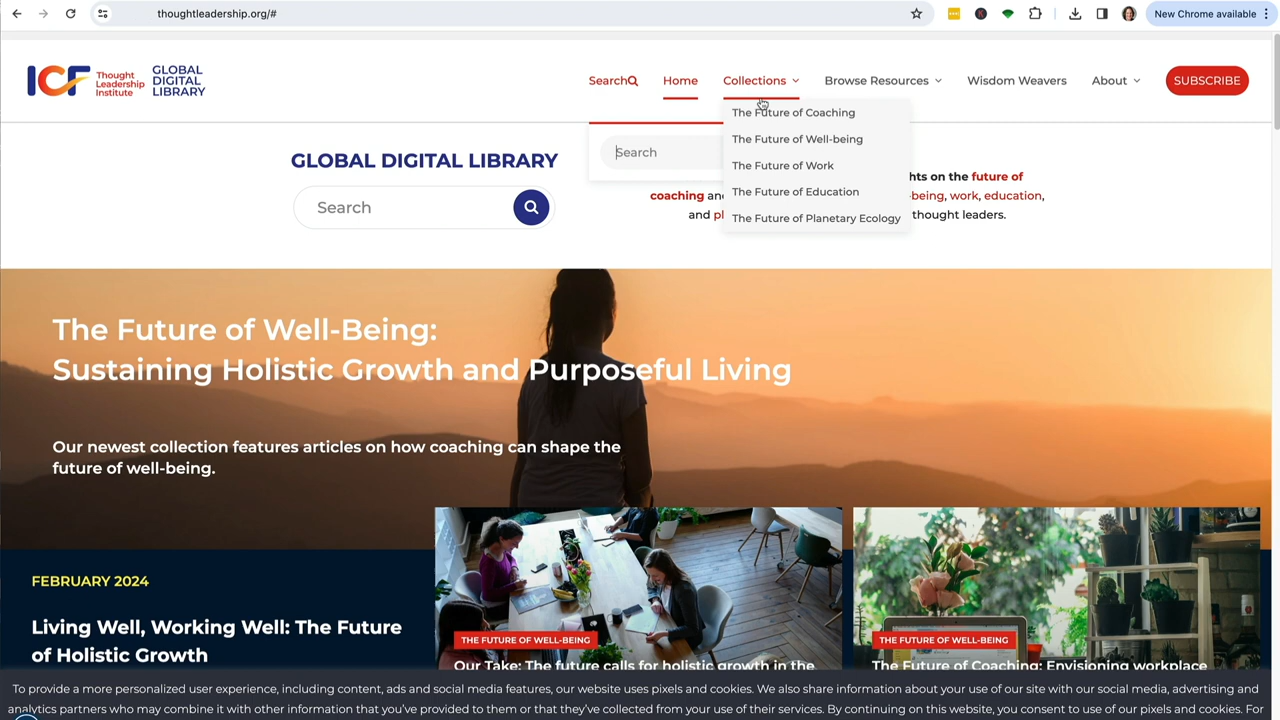 thoughtleadership.org/#
New Chrome available
ICF Thought Leadership Institute
GLOBAL DIGITAL LIBRARY
Search
Home
Collections
Browse Resources
Wisdom Weavers
About
SUBSCRIBE
The Future of Coaching
The Future of Well-being
The Future of Work
The Future of Education
The Future of Planetary Ecology
Search
GLOBAL DIGITAL LIBRARY
Search
hts on the future of
coaching and -being, work, education,
and thought leaders.
The Future of Well-Being:
Sustaining Holistic Growth and Purposeful Living
Our newest collection features articles on how coaching can shape the
future of well-being.
FEBRUARY 2024
Living Well, Working Well: The Future
of Holistic Growth
THE FUTURE OF WELL-BEING
Our Take: The future calls for holistic growth in the
THE FUTURE OF WELL-BEING
The Future of Coaching: Envisioning workplace
To provide a more personalized user experience, including content, ads and social media features, our website uses pixels and cookies. We also share information about your use of our site with our social media, advertising and
analytics partners who may combine it with other information that you've provided to them or that they've collected from your use of their services. By continuing on this website, you consent to use of our pixels and cookies. For